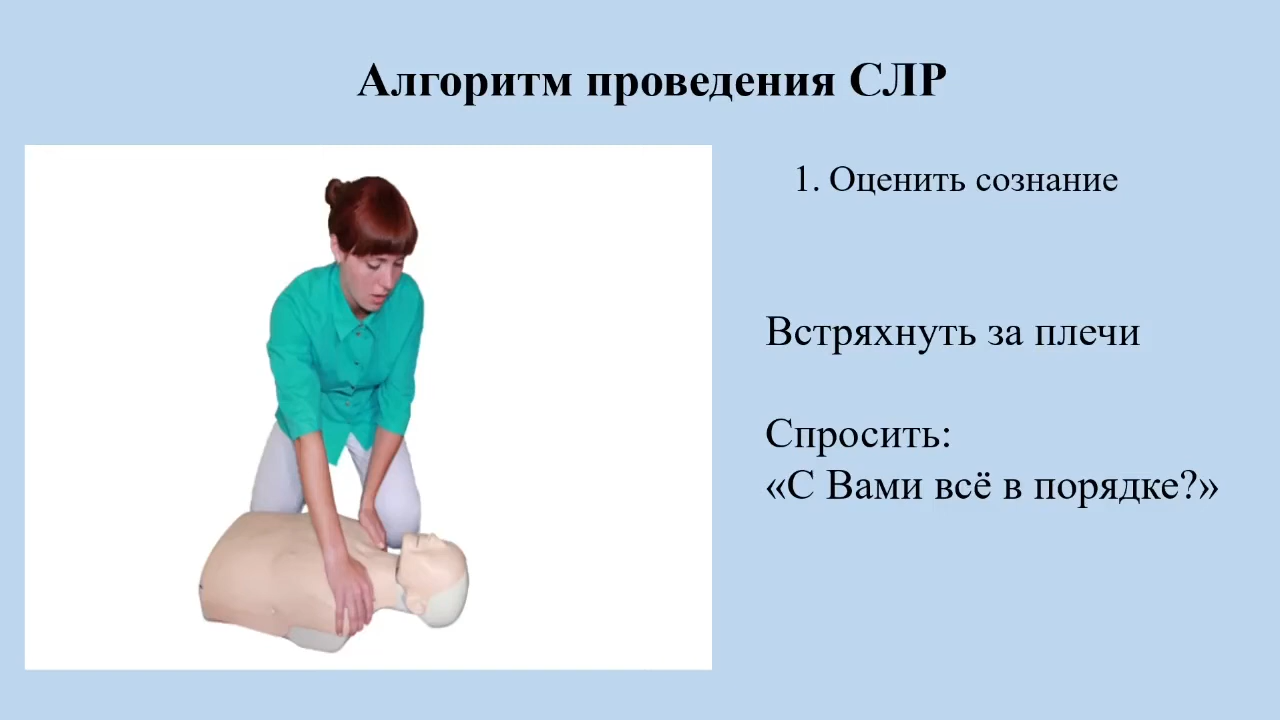 Алгоритм проведения СЛР
1. Оценить сознание
Встряхнуть за плечи
Спросить:
«С Вами всё в порядке?»